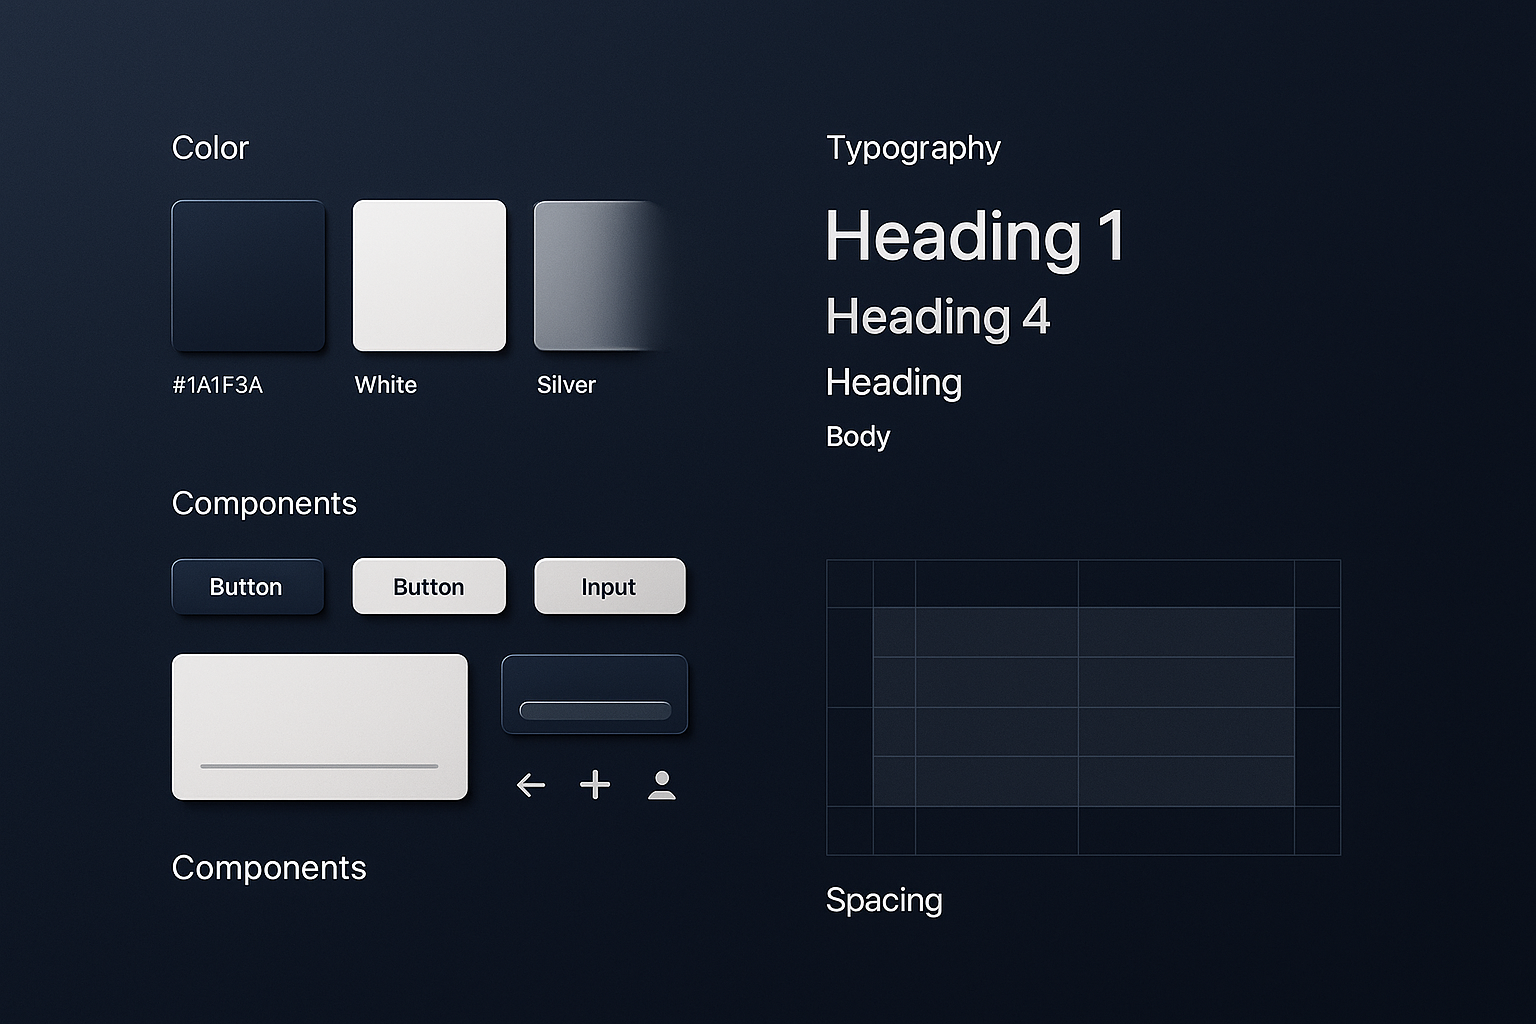 Color
#1A1F3A
White
Silver
Components
Button
Button
Input
Components
Typography
Heading 1
Heading 4
Heading
Body
Spacing